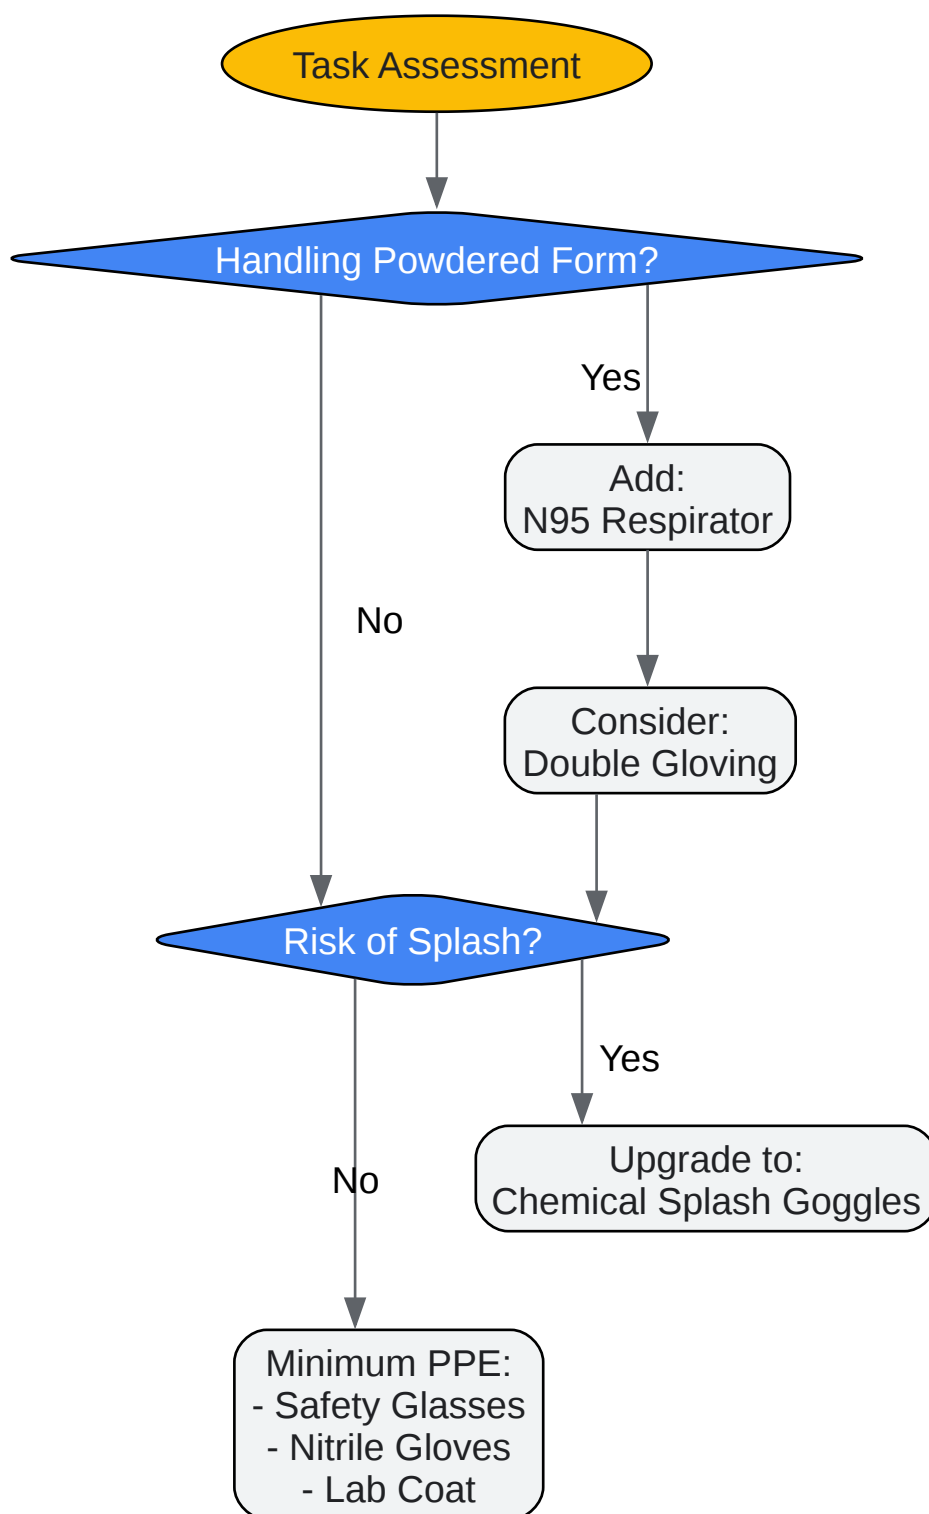 Task Assessment
Handling Powdered Form?
Yes
Add:
N95 Respirator
No
Consider:
Double Gloving
Risk of Splash?
Yes
Upgrade to:
Chemical Splash Goggles
No
Minimum PPE:
- Safety Glasses
- Nitrile Gloves
- Lab Coat